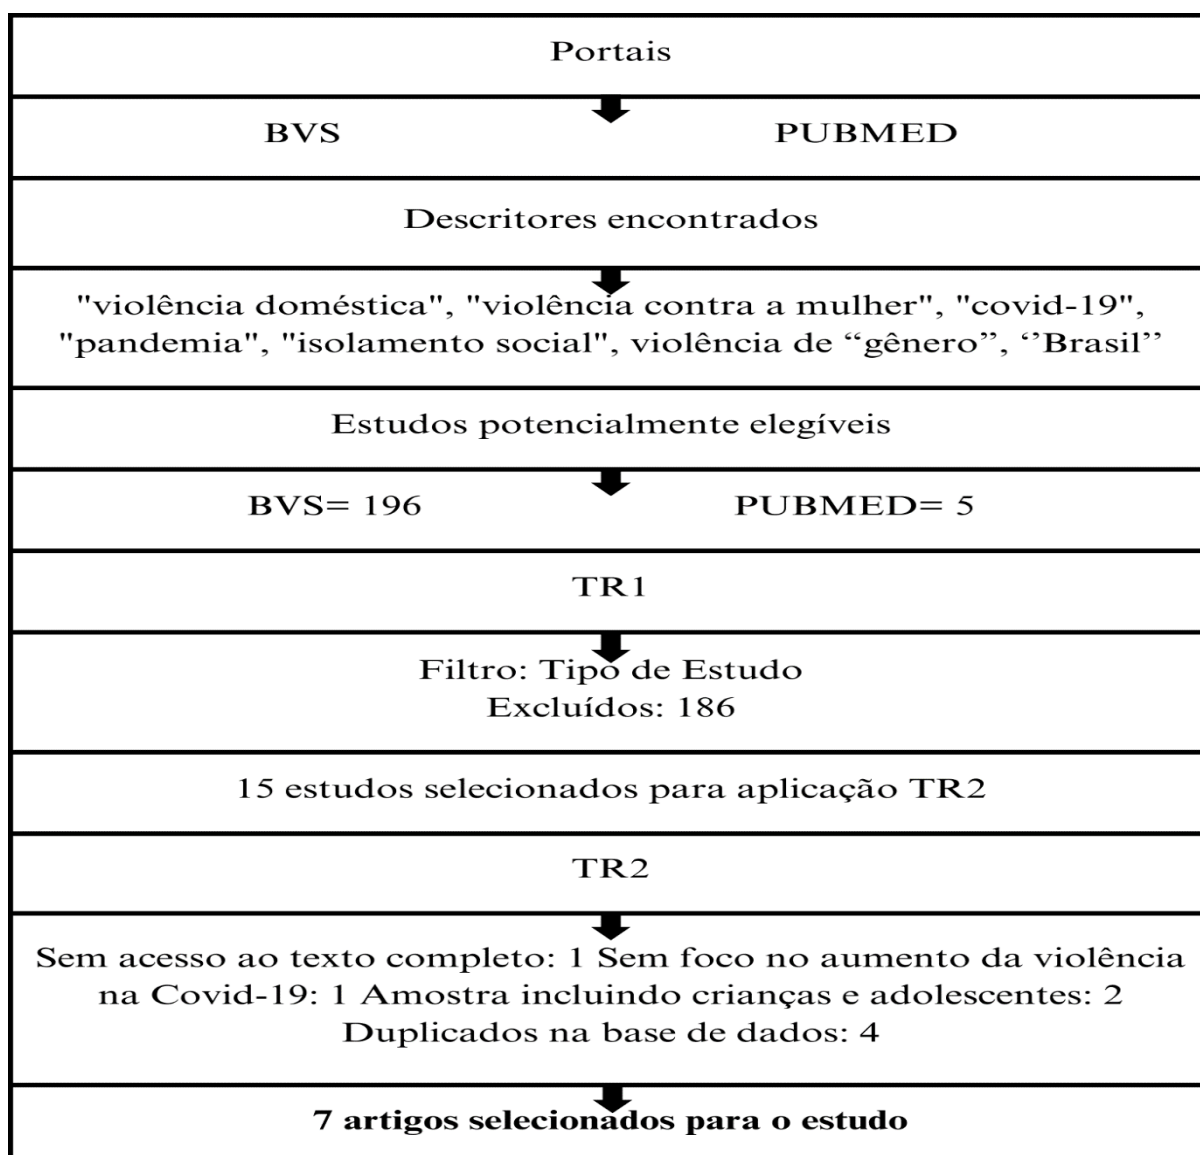 Portais
BVS PUBMED
Descritores encontrados
"violência doméstica", "violência contra a mulher", "covid-19",
"pandemia", "isolamento social", violência de “gênero”, ‘’Brasil’’
Estudos potencialmente elegíveis
BVS= 196 PUBMED= 5
TR1
Filtro: Tipo de Estudo
Excluídos: 186
15 estudos selecionados para aplicação TR2
TR2
Sem acesso ao texto completo: 1 Sem foco no aumento da violência
na Covid-19: 1 Amostra incluindo crianças e adolescentes: 2
Duplicados na base de dados: 4
7 artigos selecionados para o estudo